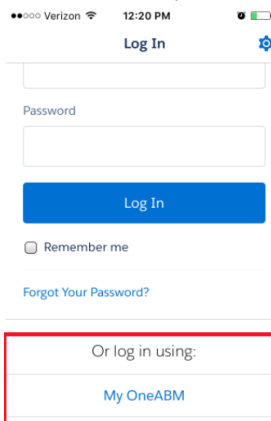 Verizon 12:20 PM
Log In
Password
Log In
Remember me
Forgot Your Password?
Or log in using:
My OneABM